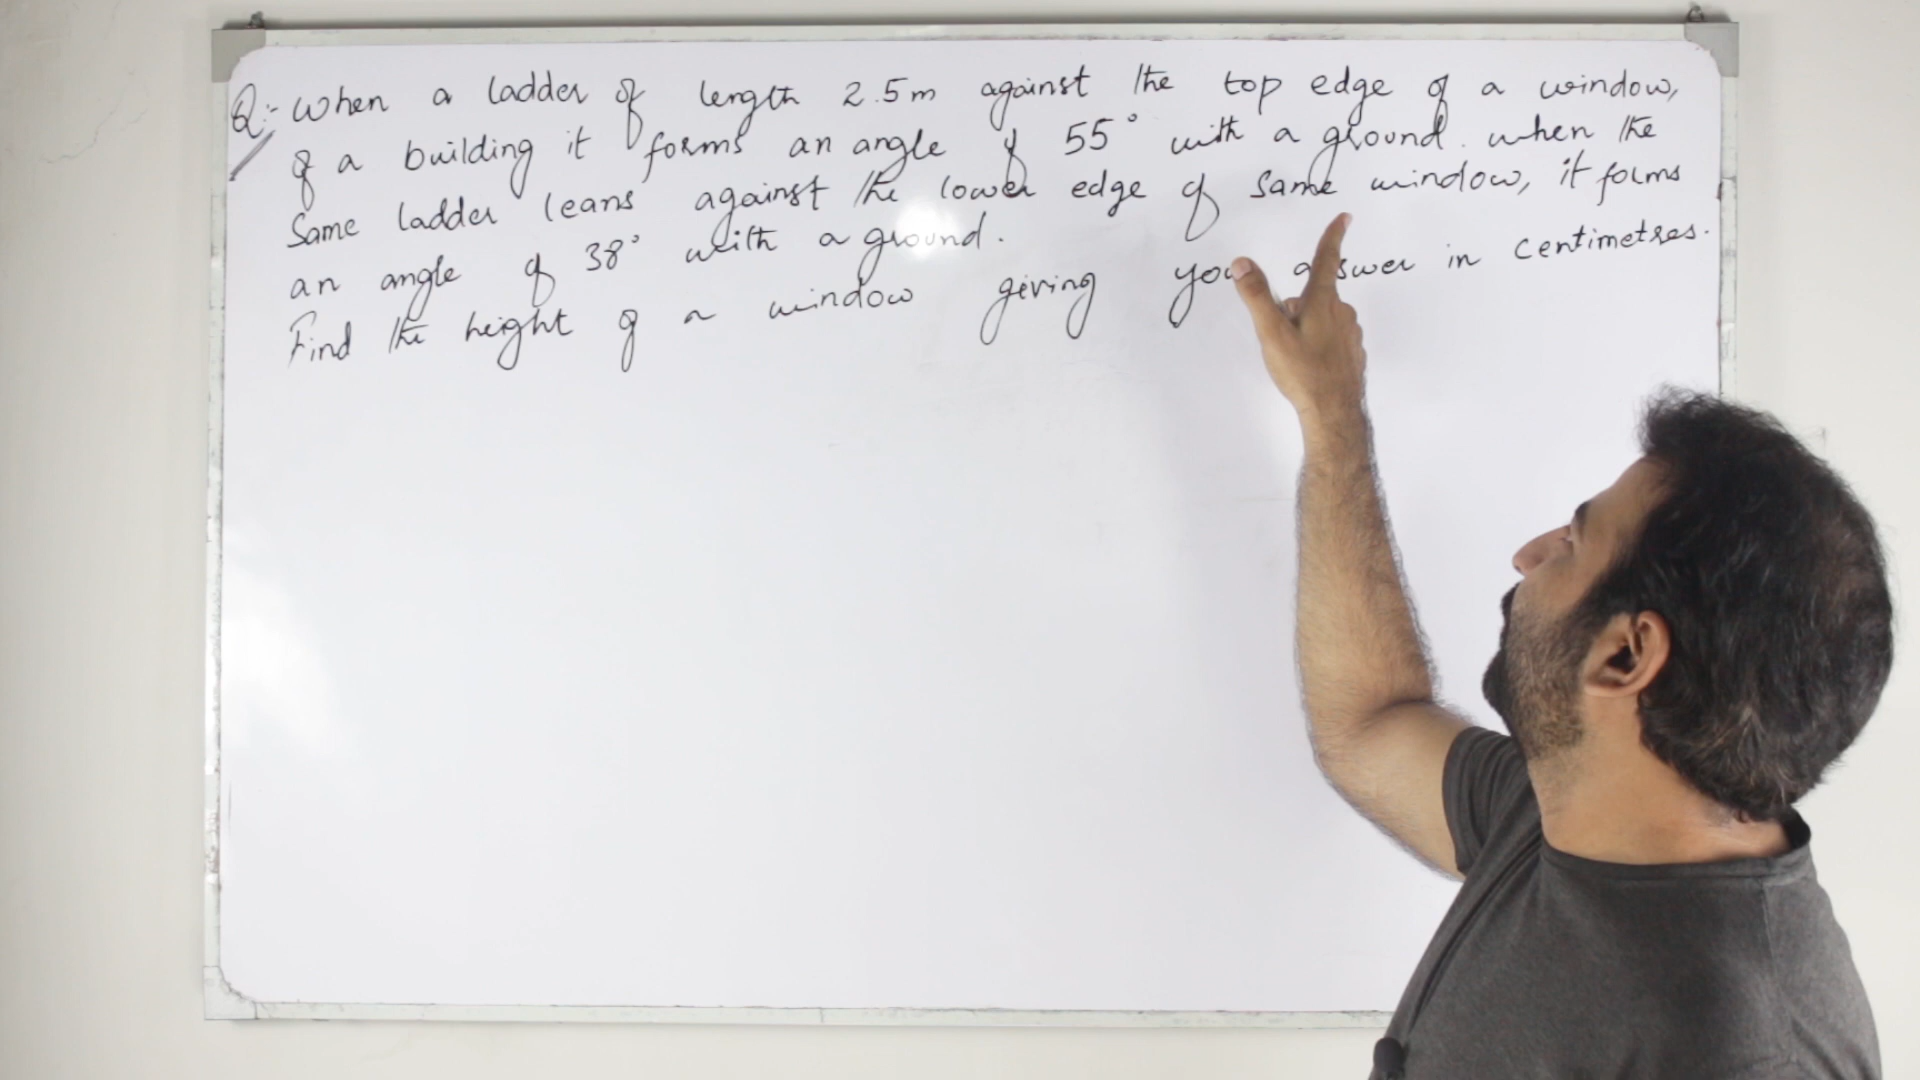 Q:- when a ladder of length 2.5m against the top edge of a window,
of a building it forms an angle of 55° with a ground. when the
Same ladder leans against the lower edge of same window, it forms
an angle of 38° with a ground.
Find the height of a window giving you answer in centimetres.